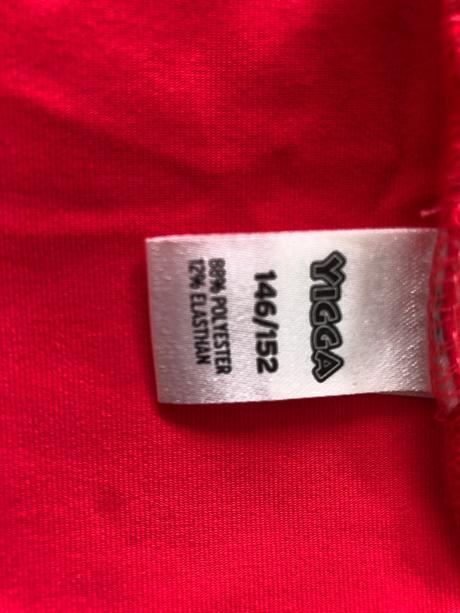 YIGGA
146/152
88% POLYESTER
12% ELASTHAN